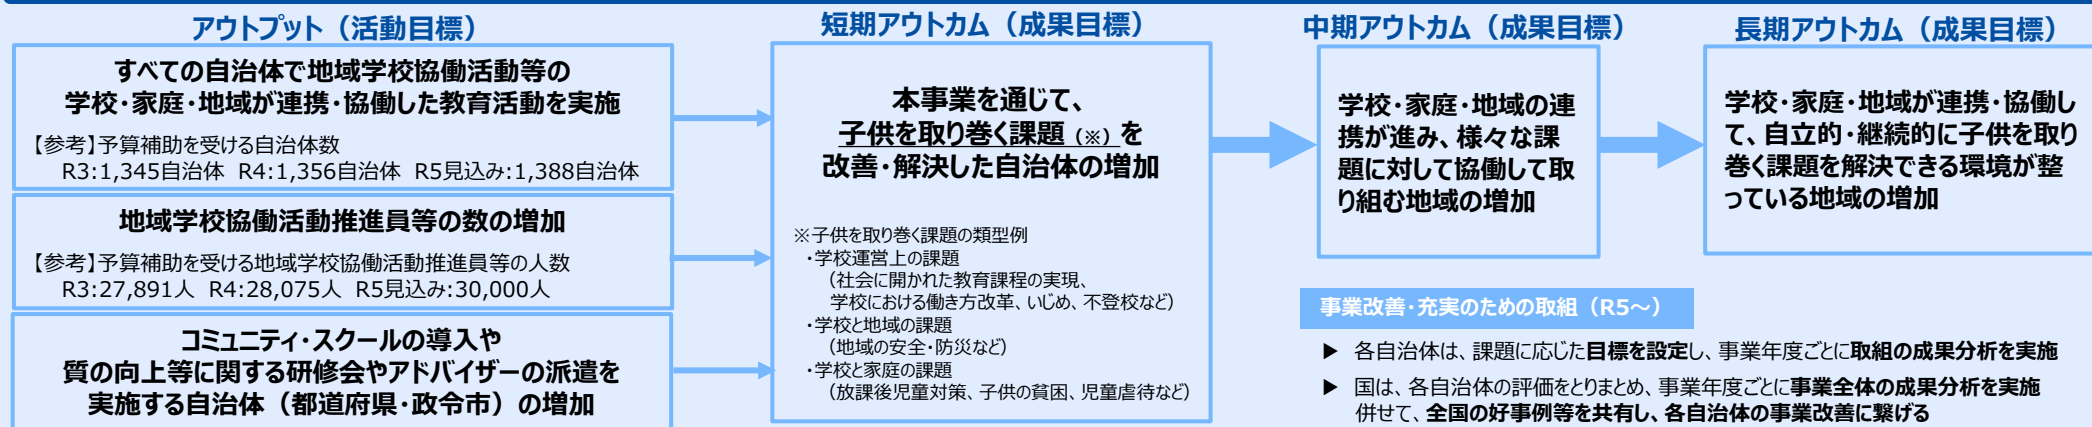 アウトプット（活動目標）
すべての自治体で地域学校協働活動等の
学校・家庭・地域が連携・協働した教育活動を実施
【参考】予算補助を受ける自治体数
R3:1,345自治体 R4:1,356自治体 R5見込み:1,388自治体
地域学校協働活動推進員等の数の増加
【参考】予算補助を受ける地域学校協働活動推進員等の人数
R3:27,891人 R4:28,075人 R5見込み:30,000人
コミュニティ・スクールの導入や
質の向上等に関する研修会やアドバイザーの派遣を
実施する自治体（都道府県・政令市）の増加
短期アウトカム（成果目標）
本事業を通じて、
子供を取り巻く課題（※）を
改善・解決した自治体の増加
※子供を取り巻く課題の類型例
・学校運営上の課題
（社会に開かれた教育課程の実現、
学校における働き方改革、いじめ、不登校など）
・学校と地域の課題
（地域の安全・防災など）
・学校と家庭の課題
（放課後児童対策、子供の貧困、児童虐待など）
中期アウトカム（成果目標）
学校・家庭・地域の連
携が進み、様々な課
題に対して協働して取
り組む地域の増加
長期アウトカム（成果目標）
学校・家庭・地域が連携・協働し
て、自立的・継続的に子供を取り
巻く課題を解決できる環境が整
っている地域の増加
事業改善・充実のための取組（R5～）
▶ 各自治体は、課題に応じた目標を設定し、事業年度ごとに取組の成果分析を実施
▶ 国は、各自治体の評価をとりまとめ、事業年度ごとに事業全体の成果分析を実施
併せて、全国の好事例等を共有し、各自治体の事業改善に繋げる